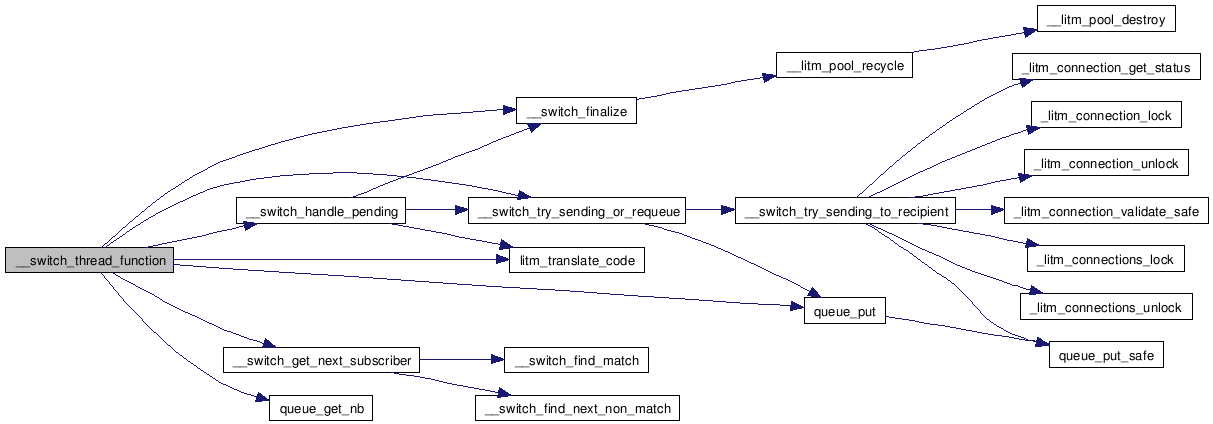 __litm_pool_destroy
__litm_pool_recycle
_litm_connection_get_status
__switch_finalize
_litm_connection_lock
_litm_connection_unlock
__switch_handle_pending
__switch_try_sending_or_requeue
__switch_try_sending_to_recipient
_litm_connection_validate_safe
__switch_thread_function
litm_translate_code
_litm_connections_lock
_litm_connections_unlock
queue_put
queue_put_safe
__switch_get_next_subscriber
__switch_find_match
queue_get_nb
__switch_find_next_non_match